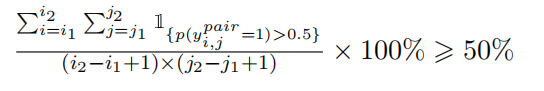 \frac{\sum_{i=i_1}^{i_2} \sum_{j=j_1}^{j_2} \mathbb{1}_{\{p(y_{i,j}^{pair}=1)>0.5\}}}{(i_2-i_1+1)\times(j_2-j_1+1)} \times 100\% \geqslant 50\%